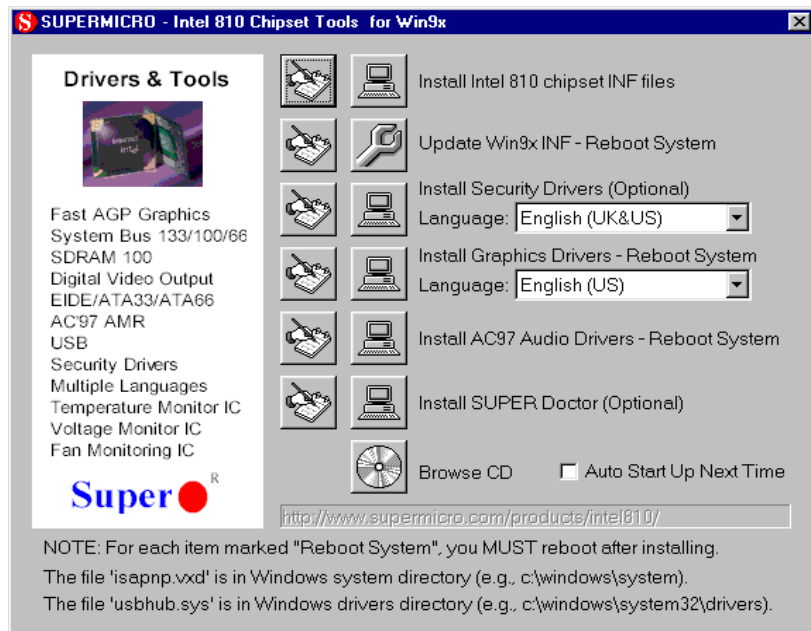 SUPERMICRO - Intel 810 Chipset Tools for Win9x
Drivers & Tools
Fast AGP Graphics
System Bus 133/100/66
SDRAM 100
Digital Video Output
EIDE/ATA33/ATA66
AC'97 AMR
USB
Security Drivers
Multiple Languages
Temperature Monitor IC
Voltage Monitor IC
Fan Monitoring IC
Super
R
Install Intel 810 chipset INF files
Update Win9x INF - Reboot System
Install Security Drivers (Optional)
Language: English (UK&US)
Install Graphics Drivers - Reboot System
Language: English (US)
Install AC97 Audio Drivers - Reboot System
Install SUPER Doctor (Optional)
Browse CD Auto Start Up Next Time
http://www.supermicro.com/products/intel810/
NOTE: For each item marked "Reboot System", you MUST reboot after installing.
The file 'isapnp.vxd' is in Windows system directory (e.g., c:\windows\system).
The file 'usbhub.sys' is in Windows drivers directory (e.g., c:\windows\system32\drivers).